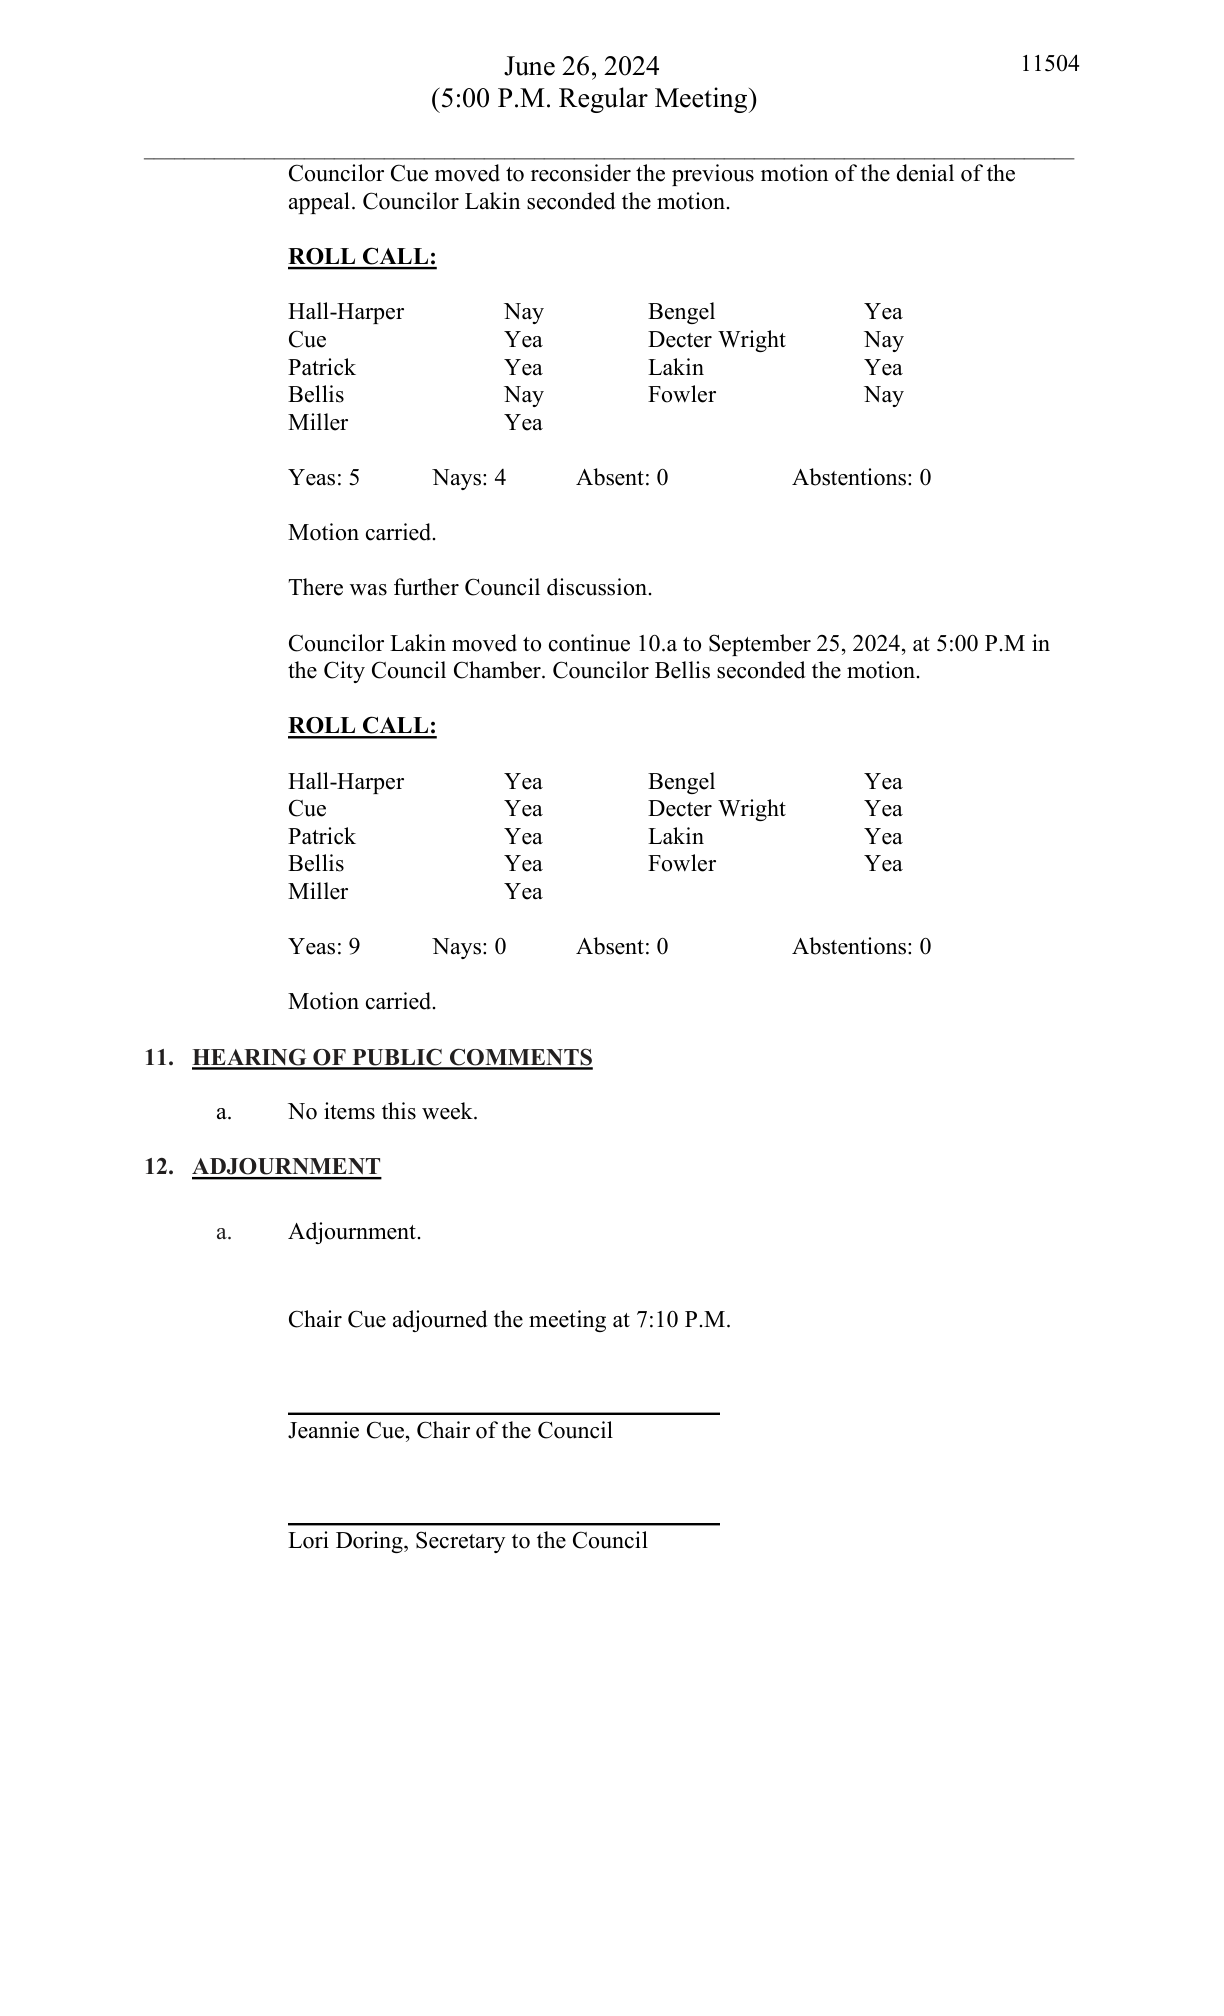 June 26, 2024
11504
(5:00 P.M. Regular Meeting)
Councilor Cue moved to reconsider the previous motion of the denial of the
appeal. Councilor Lakin seconded the motion.
ROLL CALL:
Hall-Harper Nay Bengel Yea
Cue Yea Decter Wright Nay
Patrick Yea Lakin Yea
Bellis Nay Fowler Nay
Miller Yea
Yeas: 5 Nays: 4 Absent: 0 Abstentions: 0
Motion carried.
There was further Council discussion.
Councilor Lakin moved to continue 10.a to September 25, 2024, at 5:00 P.M in
the City Council Chamber. Councilor Bellis seconded the motion.
ROLL CALL:
Hall-Harper Yea Bengel Yea
Cue Yea Decter Wright Yea
Patrick Yea Lakin Yea
Bellis Yea Fowler Yea
Miller Yea
Yeas: 9 Nays: 0 Absent: 0 Abstentions: 0
Motion carried.
11. HEARING OF PUBLIC COMMENTS
a. No items this week.
12. ADJOURNMENT
a. Adjournment.
Chair Cue adjourned the meeting at 7:10 P.M.
Jeannie Cue, Chair of the Council
Lori Doring, Secretary to the Council